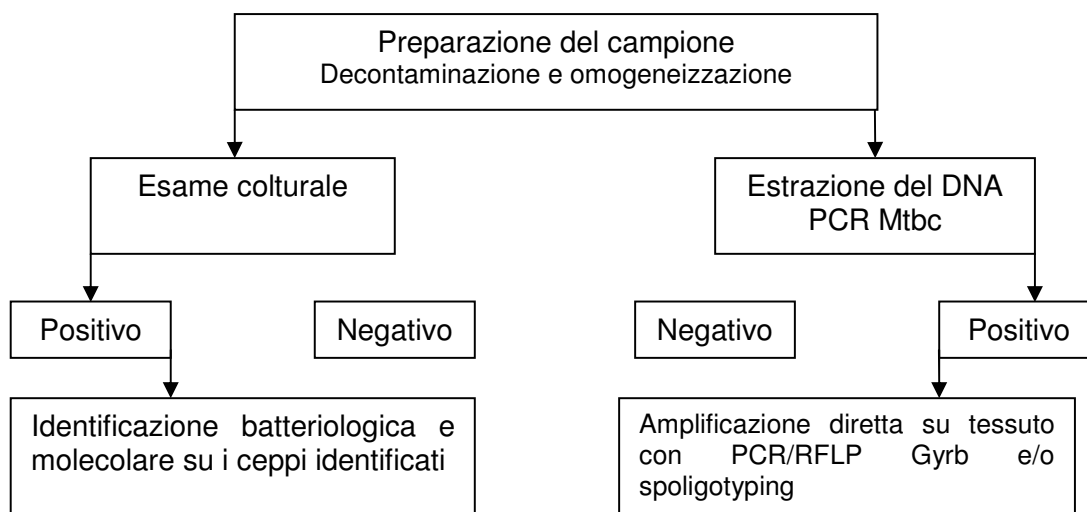 Preparazione del campione
Decontaminazione e omogeneizzazione
Esame colturale
Estrazione del DNA
PCR Mtbc
Positivo
Negativo
Negativo
Positivo
Identificazione batteriologica e
molecolare su i ceppi identificati
Amplificazione diretta su tessuto
con PCR/RFLP Gyrb e/o
spoligotyping